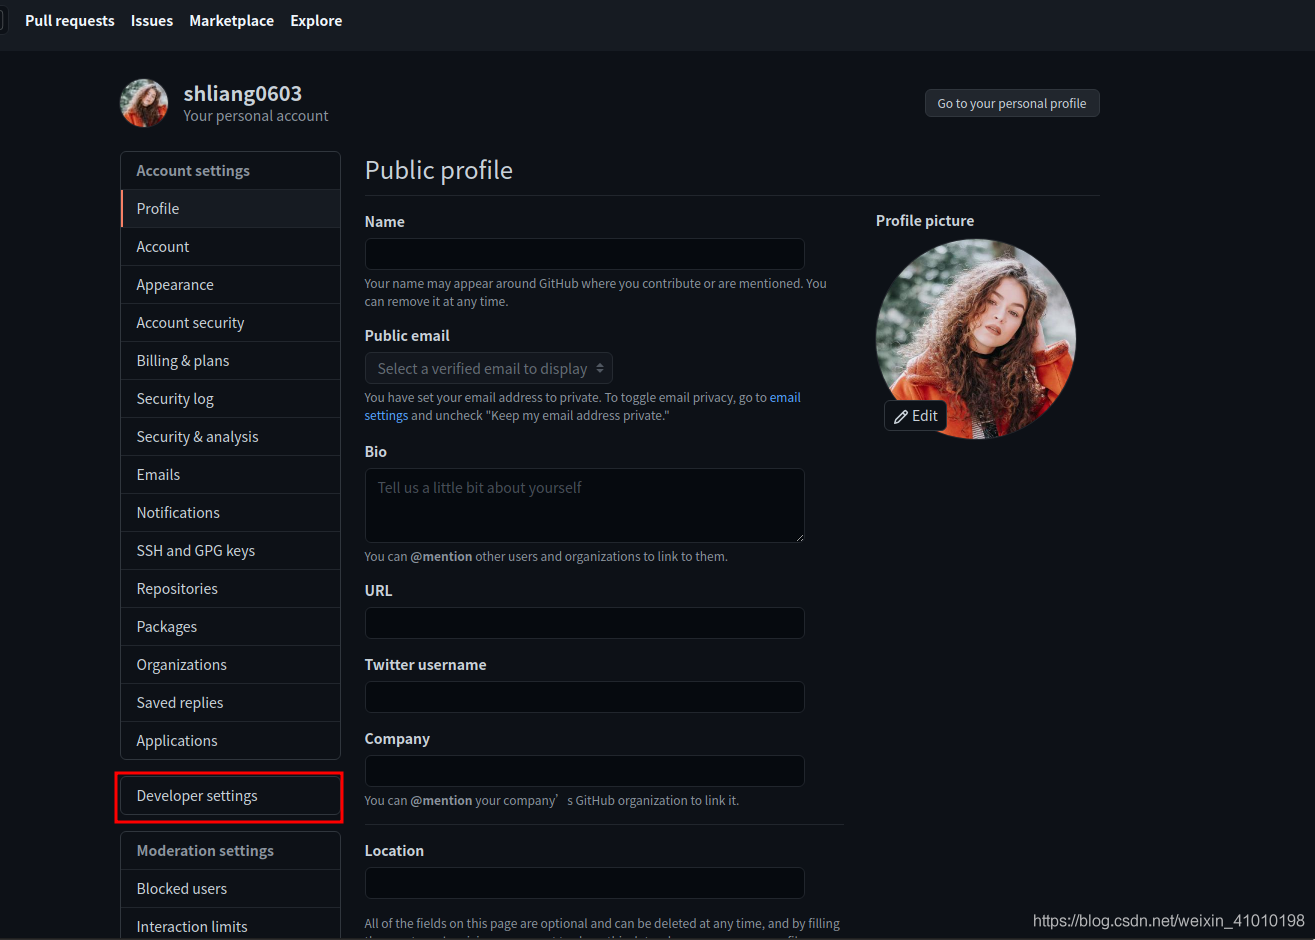 Pull requests Issues Marketplace Explore
shliang0603
Your personal account
Go to your personal profile
Account settings
Profile
Account
Appearance
Account security
Billing & plans
Security log
Security & analysis
Emails
Notifications
SSH and GPG keys
Repositories
Packages
Organizations
Saved replies
Applications
Developer settings
Moderation settings
Blocked users
Interaction limits
Public profile
Name
Your name may appear around GitHub where you contribute or are mentioned. You
can remove it at any time.
Public email
Select a verified email to display
You have set your email address to private. To toggle email privacy, go to email
settings and uncheck "Keep my email address private."
Bio
Tell us a little bit about yourself
You can @mention other users and organizations to link to them.
URL
Twitter username
Company
You can @mention your company’s GitHub organization to link it.
Location
All of the fields on this page are optional and can be deleted at any time, and by filling
Profile picture
Edit
https://blog.csdn.net/weixin_41010198